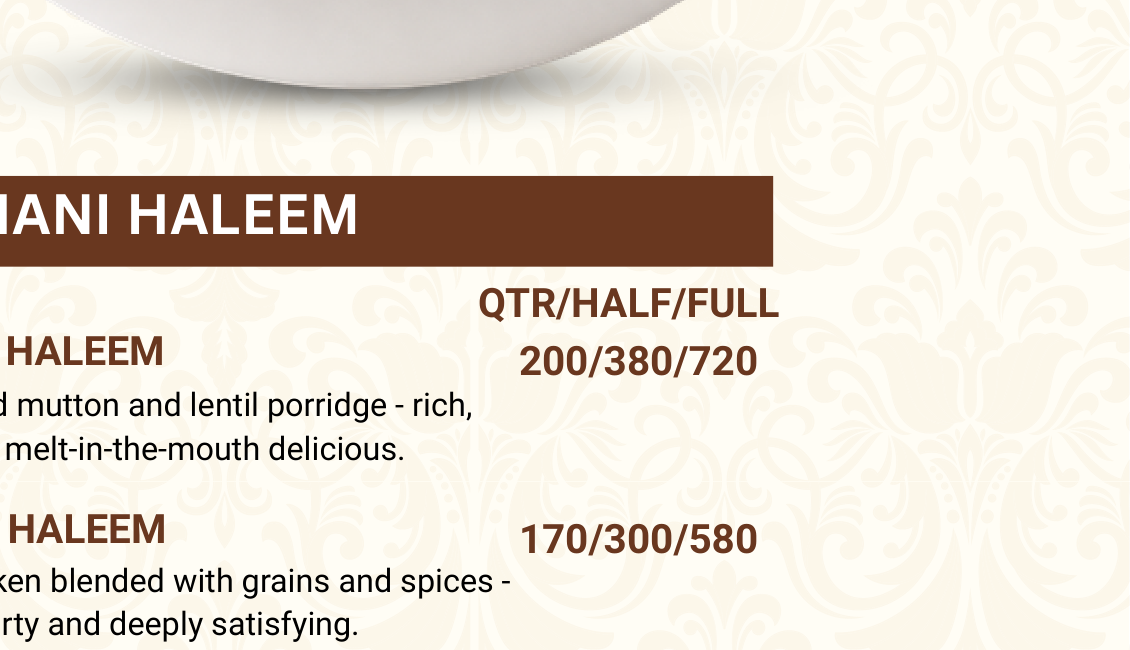 IANI HALEEM
QTR/HALF/FULL
HALEEM
200/380/720
d mutton and lentil porridge - rich,
melt-in-the-mouth delicious.
HALEEM
170/300/580
ken blended with grains and spices -
rty and deeply satisfying.